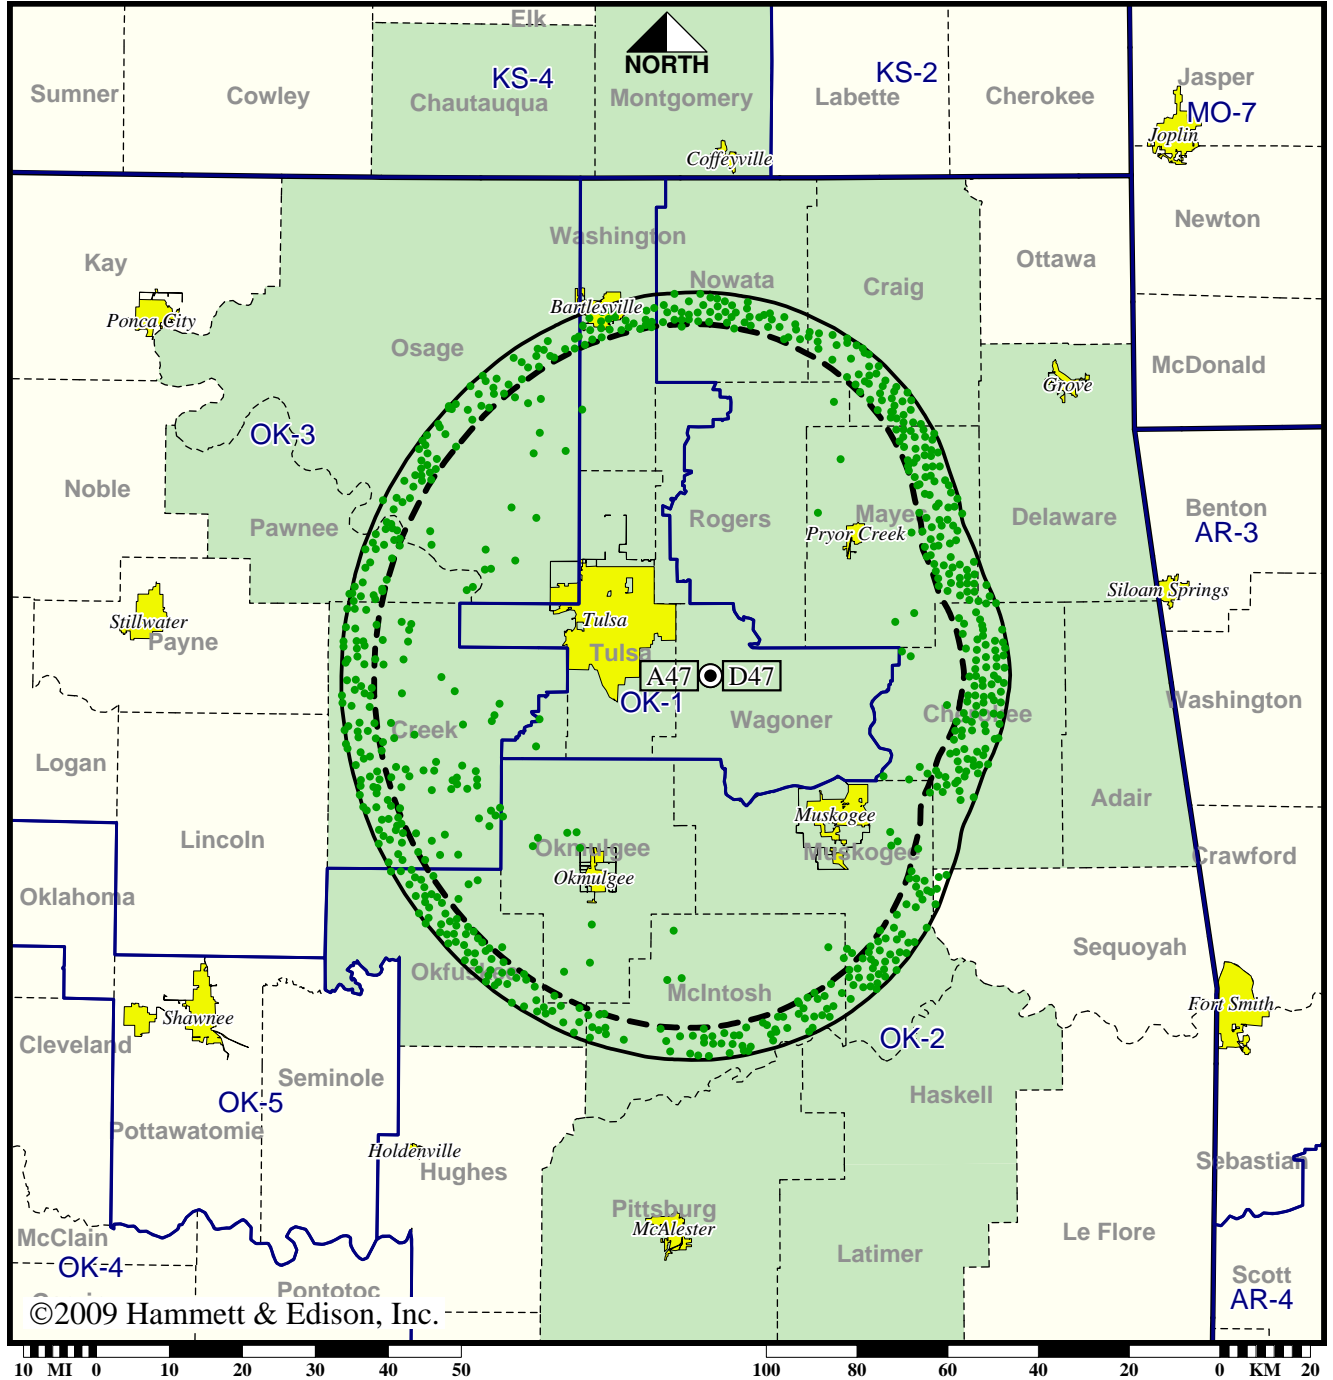 Elk
NORTH
KS-4
KS-2
Sumner
Cowley
Chautauqua
Montgomery
Labette
Cherokee
Jasper
MO-7
Joplin
Coffeyville
Newton
Washington
Kay
Nowata
Craig
Ottawa
Ponca City
Bartlesville
Osage
McDonald
Grove
OK-3
Noble
Pawnee
Rogers
Mayes
Pryor Creek
Delaware
Benton
AR-3
Siloam Springs
Stillwater
Payne
Tulsa
Tulsa
A47
D47
OK-1
Creek
Wagoner
Cherokee
Washington
Logan
Adair
Muskogee
Lincoln
Okmulgee
Muskogee
Crawford
Okmulgee
Oklahoma
Okfuskee
McIntosh
Sequoyah
Shawnee
Fort Smith
Cleveland
OK-2
Seminole
OK-5
Haskell
Pottawatomie
Holdenville
Hughes
Sebastian
Pittsburg
McAlester
McClain
OK-4
Latimer
Le Flore
Pontotoc
Scott
AR-4
©2009 Hammett & Edison, Inc.
10 MI 0 10 20 30 40 50
100 80 60 40 20 0 KM 20